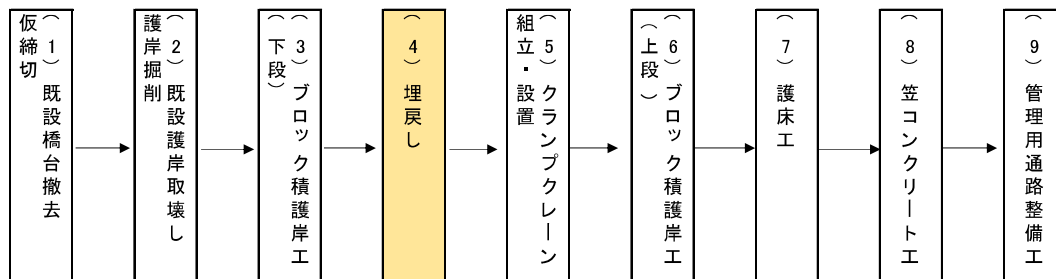 (1) 既設橋台撤去
仮締切
(2) 既設護岸取壊し
護岸掘削
(3) ブロック積護岸工
(下段)
(4) 埋戻し
(5) クランプクレーン
組立・設置
(6) ブロック積護岸工
(上段)
(7) 護床工
(8) 笠コンクリート工
(9) 管理用通路整備工